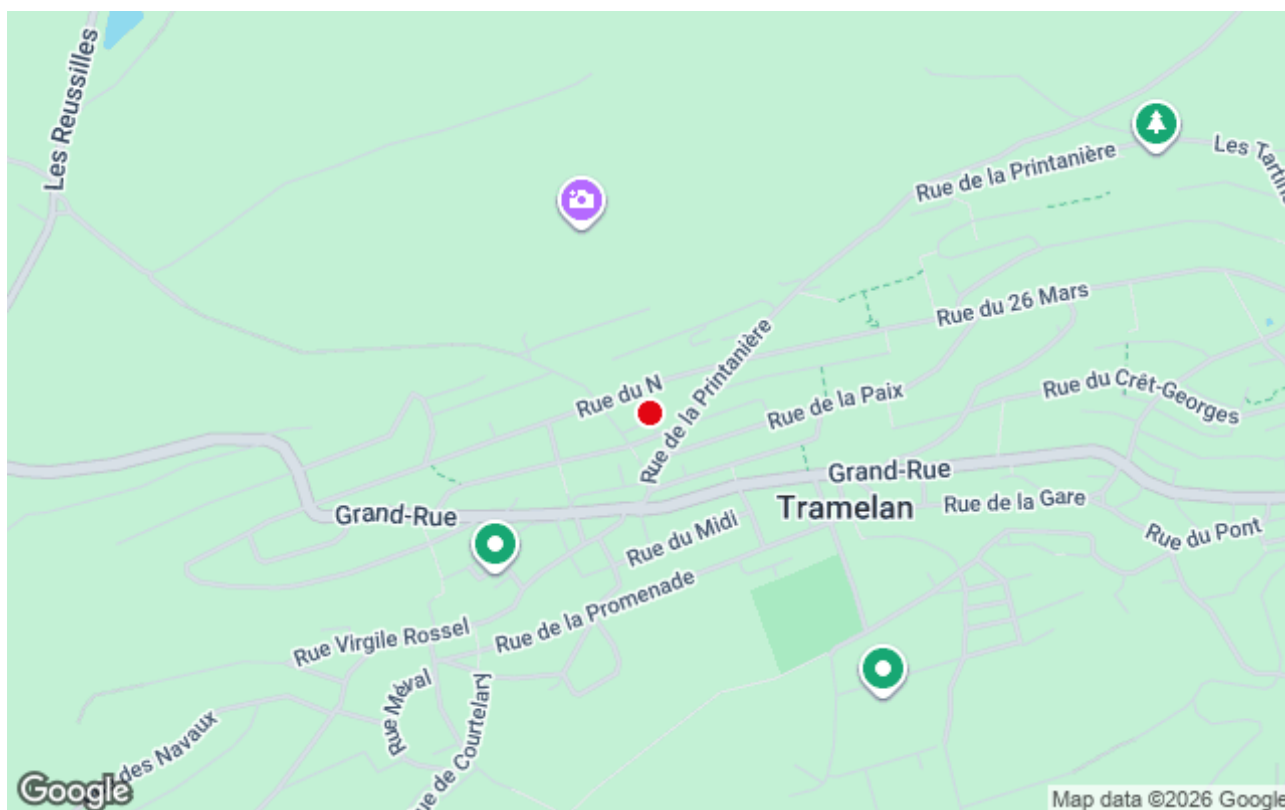 Les Reussilles
Rue de la Printanière
Les Tartin
Rue du 26 Mars
Rue de la Printanière
Rue du N
Rue de la Paix
Rue du Crêt-Georges
Grand-Rue
Grand-Rue
Tramelan
Rue de la Gare
Rue du Pont
Rue du Midi
Rue de la Promenade
Rue Virgile Rossel
Rue Méval
ue de Courtelary
des Navaux
Google
Map data ©2026 Google